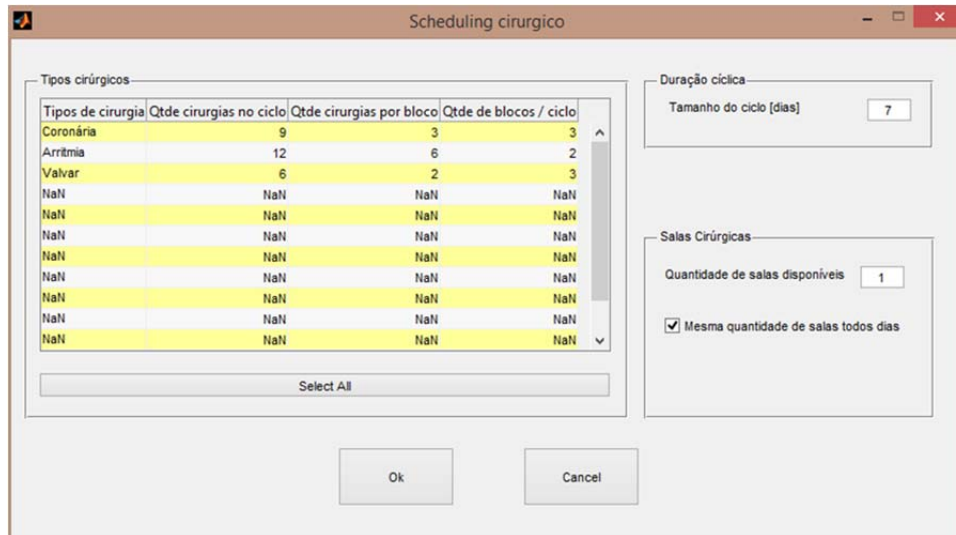 Scheduling cirurgico
Tipos cirúrgicos
Tipos de cirurgia Qtde cirurgias no ciclo Qtde cirurgias por bloco Qtde de blocos / ciclo
Coronária 9 3 3
Arritmia 12 6 2
Valvar 6 2 3
NaN NaN NaN NaN
NaN NaN NaN NaN
NaN NaN NaN NaN
NaN NaN NaN NaN
NaN NaN NaN NaN
NaN NaN NaN NaN
NaN NaN NaN NaN
NaN NaN NaN NaN
Select All
Duração cíclica
Tamanho do ciclo [dias] 7
Salas Cirúrgicas
Quantidade de salas disponíveis 1
Mesma quantidade de salas todos dias
Ok Cancel